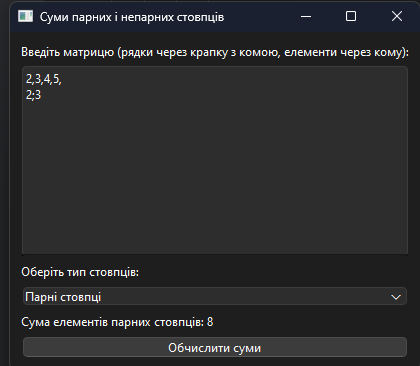 Суми парних і непарних стовпців
Введіть матрицю (рядки через крапку з комою, елементи через кому):
2,3,4,5,
2;3
Оберіть тип стовпців:
Парні стовпці
Сума елементів парних стовпців: 8
Обчислити суми